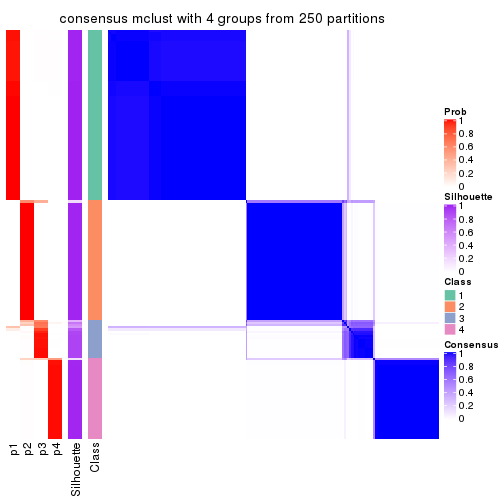 consensus mclust with 4 groups from 250 partitions
Prob
1
0.8
0.6
0.4
0.2
0
Silhouette
1
0.8
0.6
0.4
0.2
0
Class
1
2
3
4
Consensus
1
0.8
0.6
0.4
0.2
0
p1
p2
p3
p4
Silhouette
Class